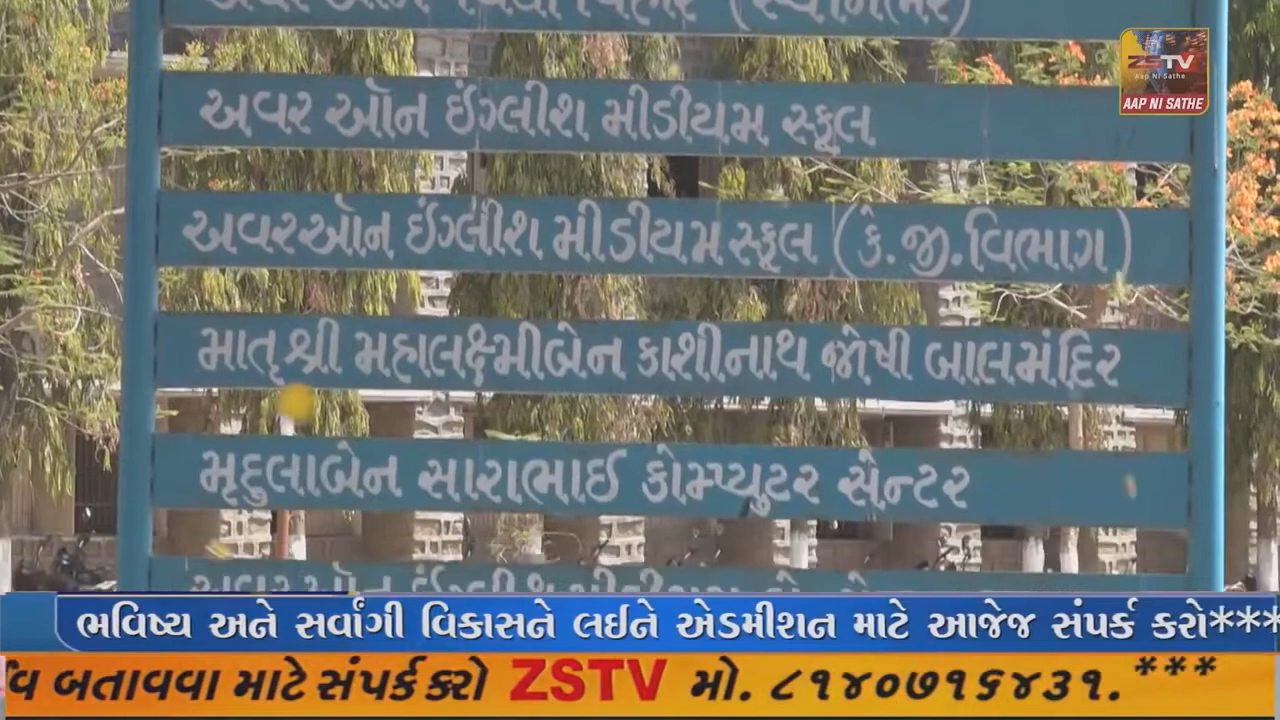 ZSTV
Aap Ni Sathe
AAP NI SATHE
અવર ઑન ઇંગ્લીશ મીડીયમ સ્કૂલ
અવરઑન ઇંગ્લીશ મીડીયમ સ્કૂલ (કે.જી.વિભાગ)
માતૃશ્રી મહાલક્ષ્મીબેન કાશીનાથ જોષી બાલમંદિર
મૃદુલાબેન સારાભાઈ કોમ્પ્યુટર સેન્ટર
ભવિષ્ય અને સર્વાંગી વિકાસને લઈને એડમીશન માટે આજેજ સંપર્ક કરો***
બતાવવા માટે સંપર્ક કરો ZSTV મો. ૮૧૪૦૭૧૬૪૩૧. ***